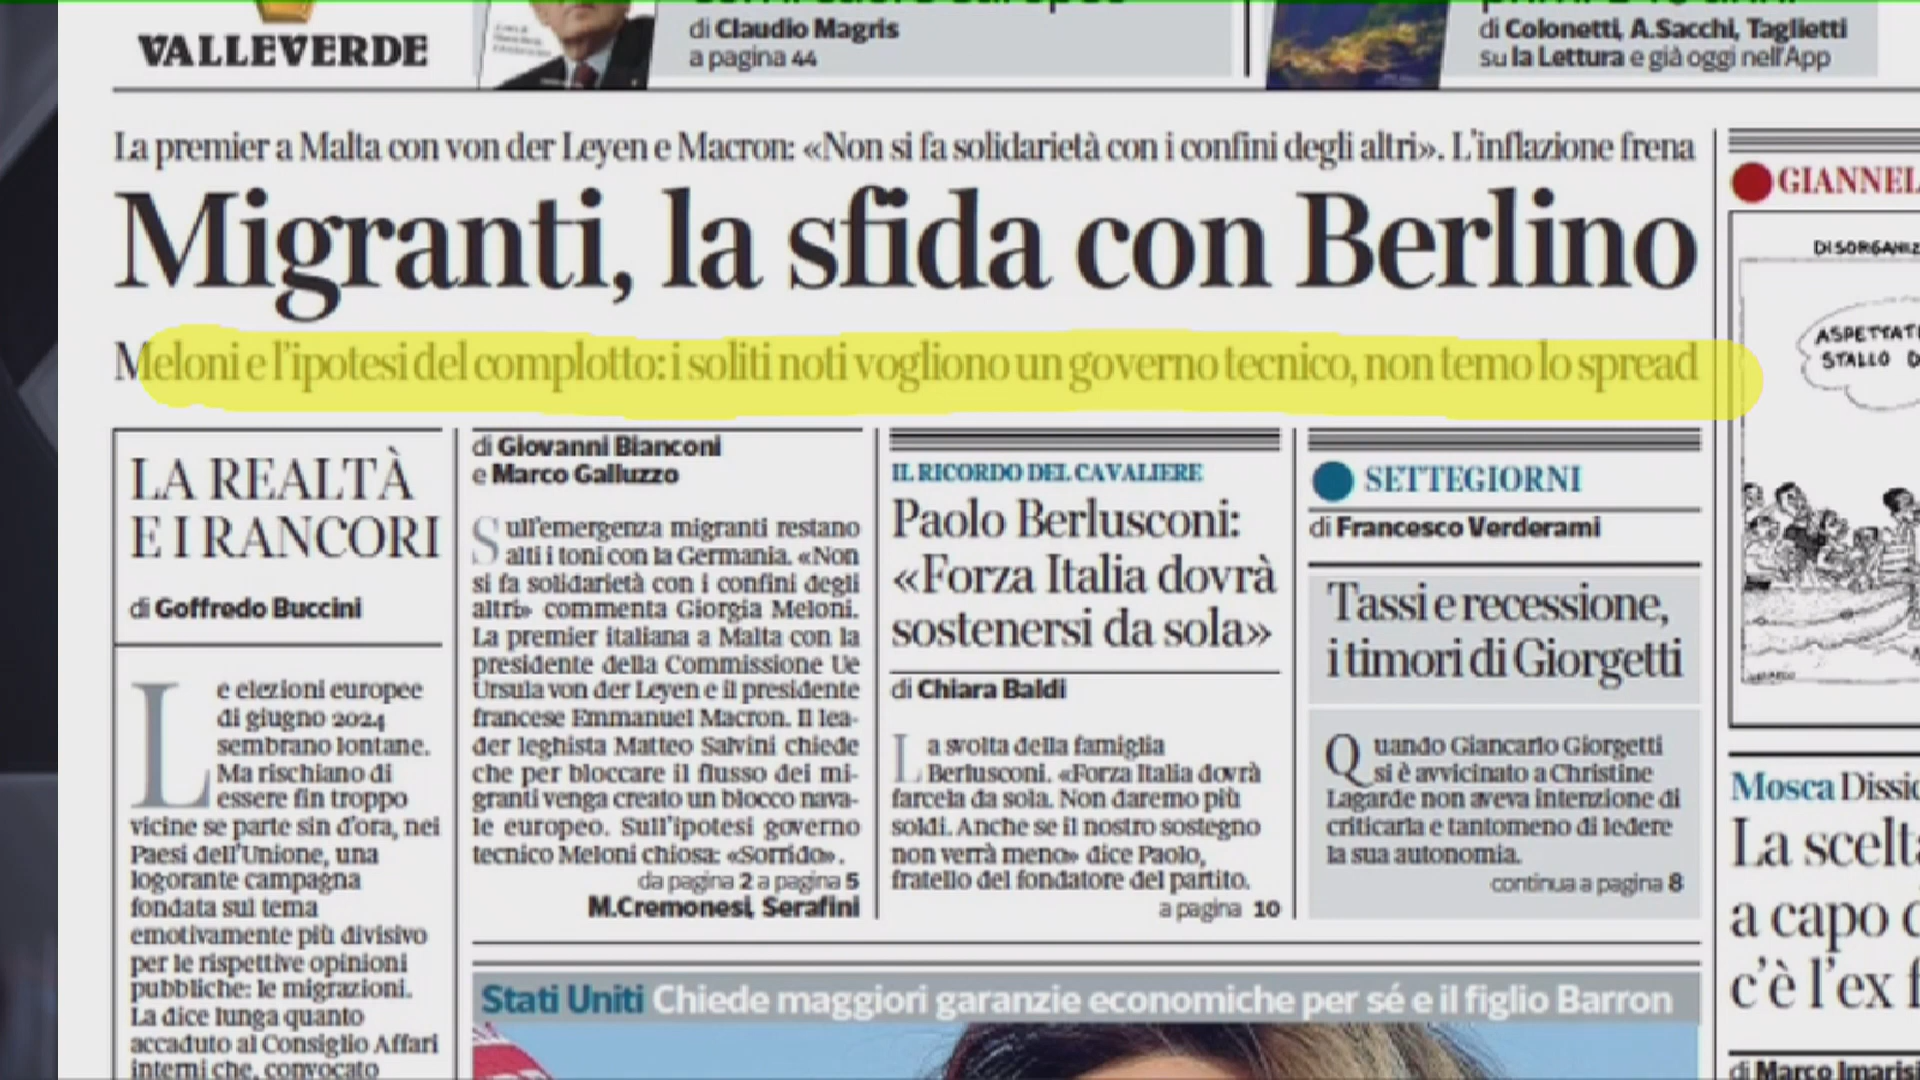 VALLEVERDE
di Claudio Magris
a pagina 44
di Colonetti, A.Sacchi, Taglietti
su la Lettura e già oggi nell'App
La premier a Malta con von der Leyen e Macron: «Non si fa solidarietà con i confini degli altri». L'inflazione frena
Migranti, la sfida con Berlino
Meloni e l'ipotesi del complotto: i soliti noti vogliono un governo tecnico, non temo lo spread
LA REALTÀ
E I RANCORI
di Goffredo Buccini
Le elezioni europee
di giugno 2024
sembrano lontane.
Ma rischiano di
essere fin troppo
vicine se parte sin d'ora, nei
Paesi dell'Unione, una
logorante campagna
fondata sul tema
emotivamente più divisivo
per le rispettive opinioni
pubbliche: le migrazioni.
La dice lunga quanto
accaduto al Consiglio Affari
interni che, convocato
di Giovanni Bianconi
e Marco Galluzzo
Sull'emergenza migranti restano
alti i toni con la Germania. «Non
si fa solidarietà con i confini degli
altri» commenta Giorgia Meloni.
La premier italiana a Malta con la
presidente della Commissione Ue
Ursula von der Leyen e il presidente
francese Emmanuel Macron. Il lea-
der leghista Matteo Salvini chiede
che per bloccare il flusso dei mi-
granti venga creato un blocco nava-
le europeo. Sull'ipotesi governo
tecnico Meloni chiosa: «Sorrido».
da pagina 2 a pagina 5
M.Cremonesi, Serafini
IL RICORDO DEL CAVALIERE
Paolo Berlusconi:
«Forza Italia dovrà
sostenersi da sola»
di Chiara Baldi
La svolta della famiglia
Berlusconi. «Forza Italia dovrà
farcela da sola. Non daremo più
soldi. Anche se il nostro sostegno
non verrà meno» dice Paolo,
fratello del fondatore del partito.
a pagina 10
SETTEGIORNI
di Francesco Verderami
Tassi e recessione,
i timori di Giorgetti
Quando Giancarlo Giorgetti
si è avvicinato a Christine
Lagarde non aveva intenzione di
criticarla e tantomeno di ledere
la sua autonomia.
continua a pagina 8
Stati Uniti Chiede maggiori garanzie economiche per sé e il figlio Barron
GIANNEL
DISORGANIZ
ASPETTAT
STALLO D
Mosca Dissi
La scelt
a capo
c'è l'ex f
di Marco Imarisi